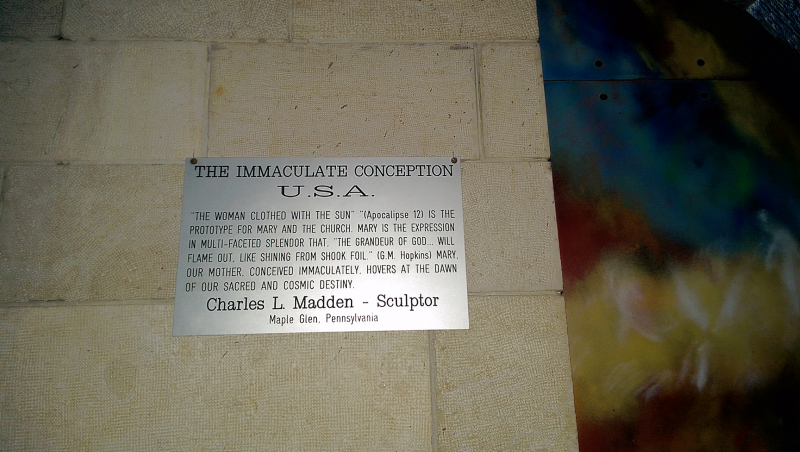 THE IMMACULATE CONCEPTION
U.S.A.
"THE WOMAN CLOTHED WITH THE SUN" "(Apocalipse 12) IS THE
PROTOTYPE FOR MARY AND THE CHURCH. MARY IS THE EXPRESSION
IN MULTI-FACETED SPLENDOR THAT, "THE GRANDEUR OF GOD... WILL
FLAME OUT, LIKE SHINING FROM SHOOK FOIL." (G.M. Hopkins) MARY,
OUR MOTHER, CONCEIVED IMMACULATELY, HOVERS AT THE DAWN
OF OUR SACRED AND COSMIC DESTINY.
Charles L. Madden - Sculptor
Maple Glen, Pennsylvania